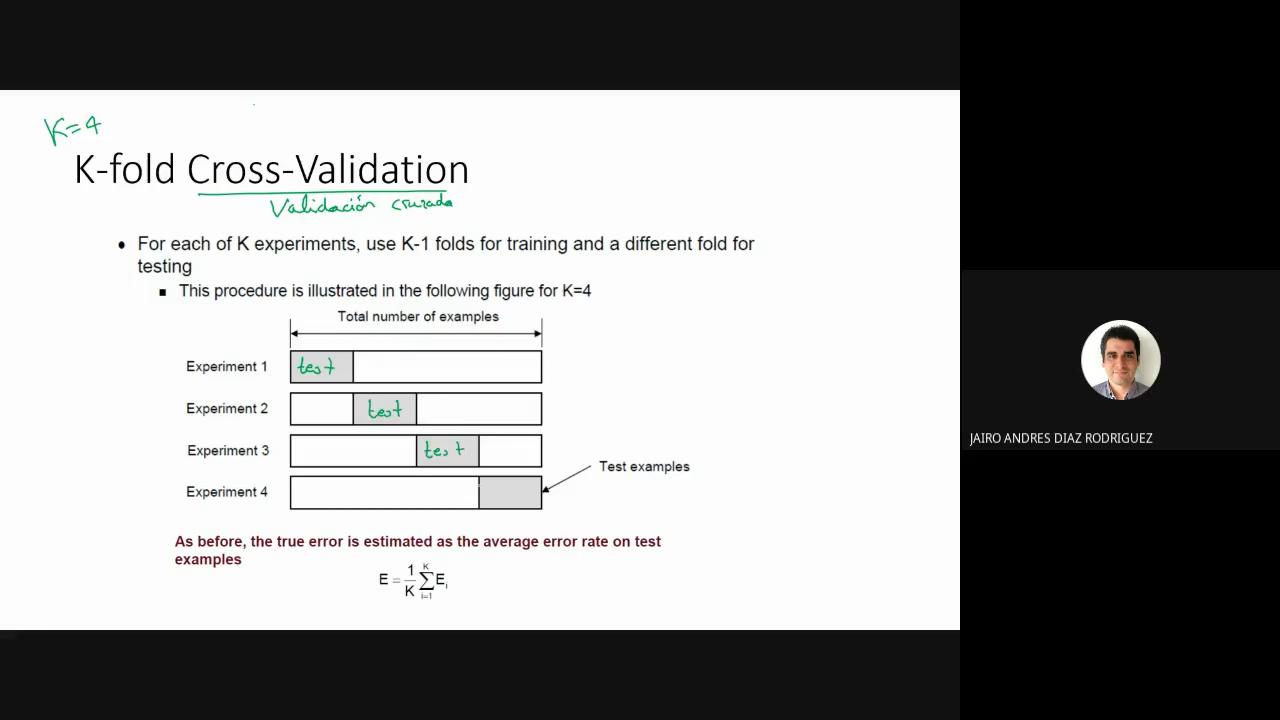 K=4
K-fold Cross-Validation
Validación cruzada
• For each of K experiments, use K-1 folds for training and a different fold for
testing
▪ This procedure is illustrated in the following figure for K=4
Total number of examples
Experiment 1 test
Experiment 2 test
Experiment 3 test
Test examples
Experiment 4
As before, the true error is estimated as the average error rate on test
examples
E = 1/K ∑_{i=1}^{K} E_i
JAIRO ANDRES DIAZ RODRIGUEZ